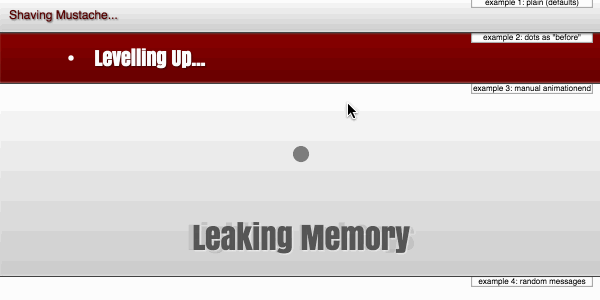 example 1: plain (defaults)
Shaving Mustache...
example 2: dots as "before"
• Levelling Up...
example 3: manual animationend
Leaking Memory
example 4: random messages